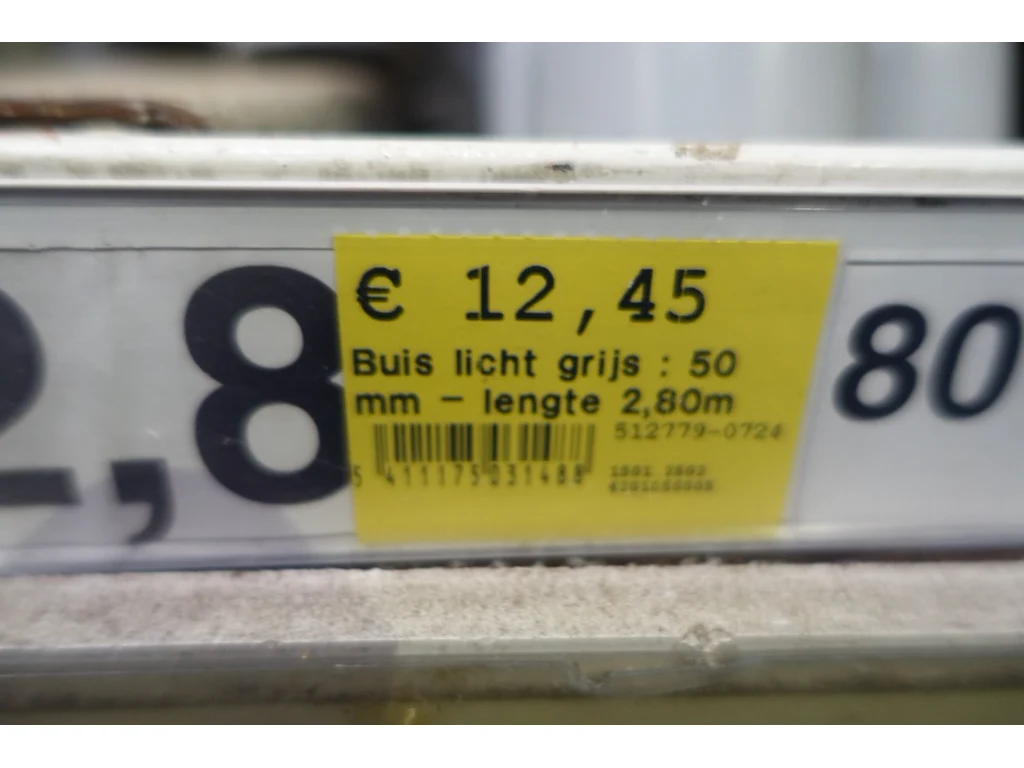 2,8
€ 12,45
Buis licht grijs : 50
mm - lengte 2,80m
512779-0724
5 411175 031488
80